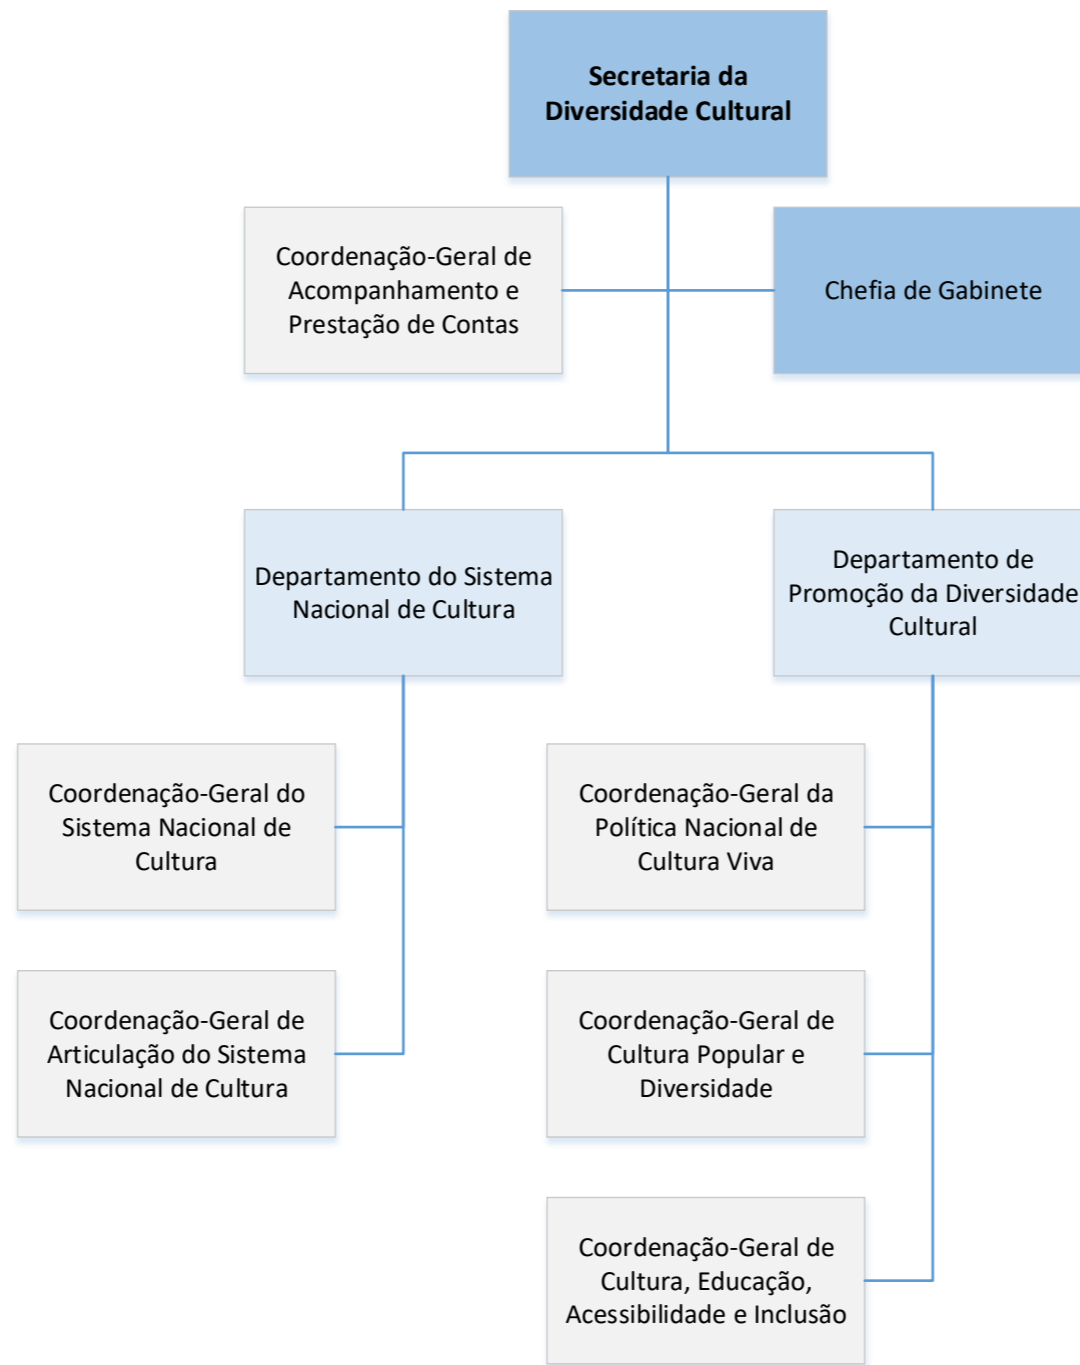 Secretaria da
Diversidade Cultural
Coordenação-Geral de
Acompanhamento e
Prestação de Contas
Chefia de Gabinete
Departamento do Sistema
Nacional de Cultura
Departamento de
Promoção da Diversidade
Cultural
Coordenação-Geral do
Sistema Nacional de
Cultura
Coordenação-Geral da
Política Nacional de
Cultura Viva
Coordenação-Geral de
Articulação do Sistema
Nacional de Cultura
Coordenação-Geral de
Cultura Popular e
Diversidade
Coordenação-Geral de
Cultura, Educação,
Acessibilidade e Inclusão